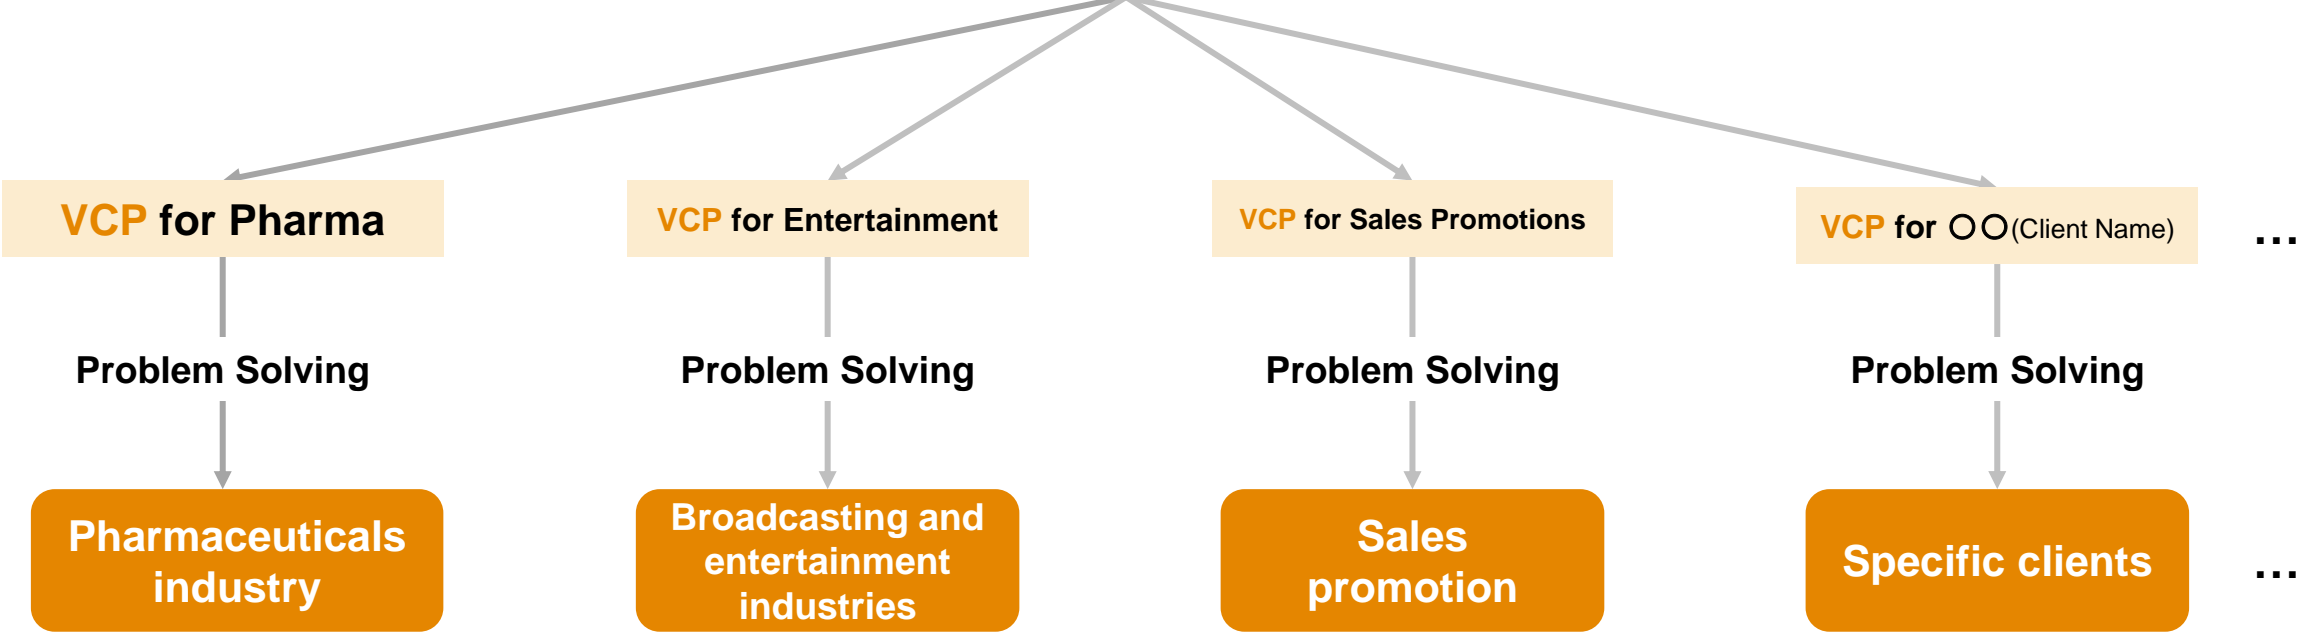 VCP for Pharma
VCP for Entertainment
VCP for Sales Promotions
VCP for 〇〇(Client Name)
…
Problem Solving
Problem Solving
Problem Solving
Problem Solving
Pharmaceuticals
industry
Broadcasting and
entertainment
industries
Sales
promotion
Specific clients
…